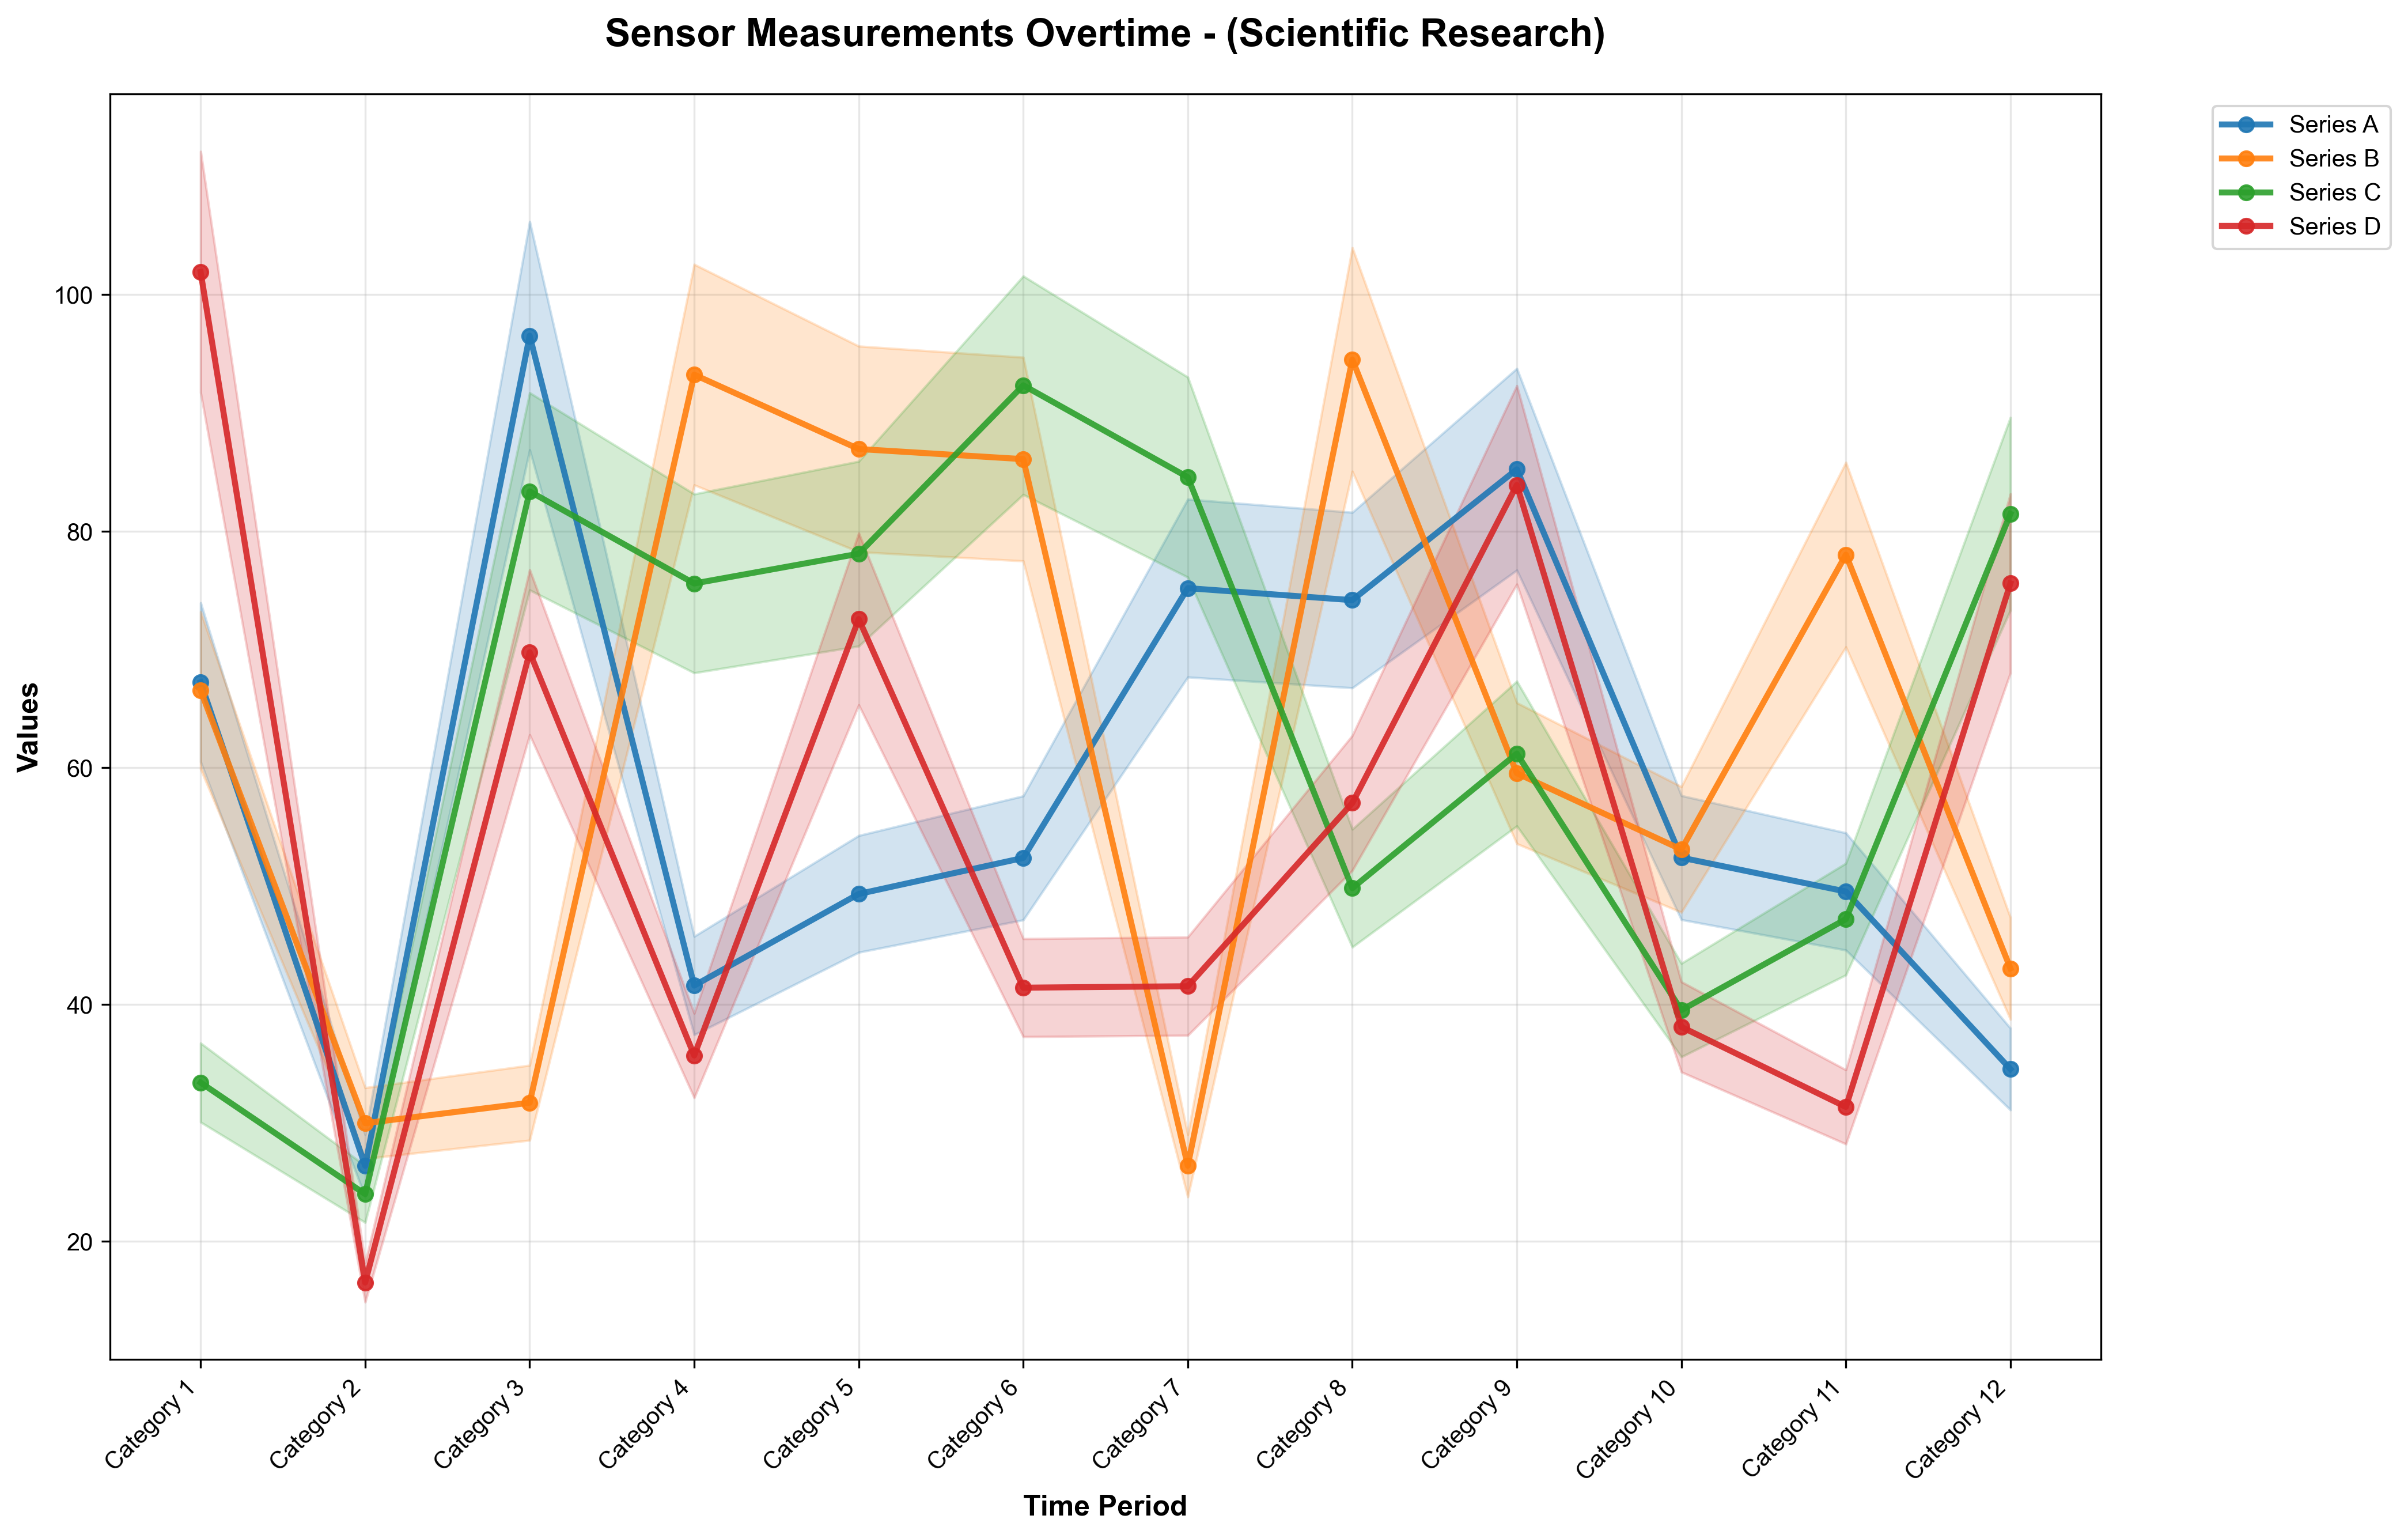 Sensor Measurements Overtime - (Scientific Research)
Series A
Series B
Series C
Series D
Values
100
80
60
40
20
Category 1
Category 2
Category 3
Category 4
Category 5
Category 6
Category 7
Category 8
Category 9
Category 10
Category 11
Category 12
Time Period